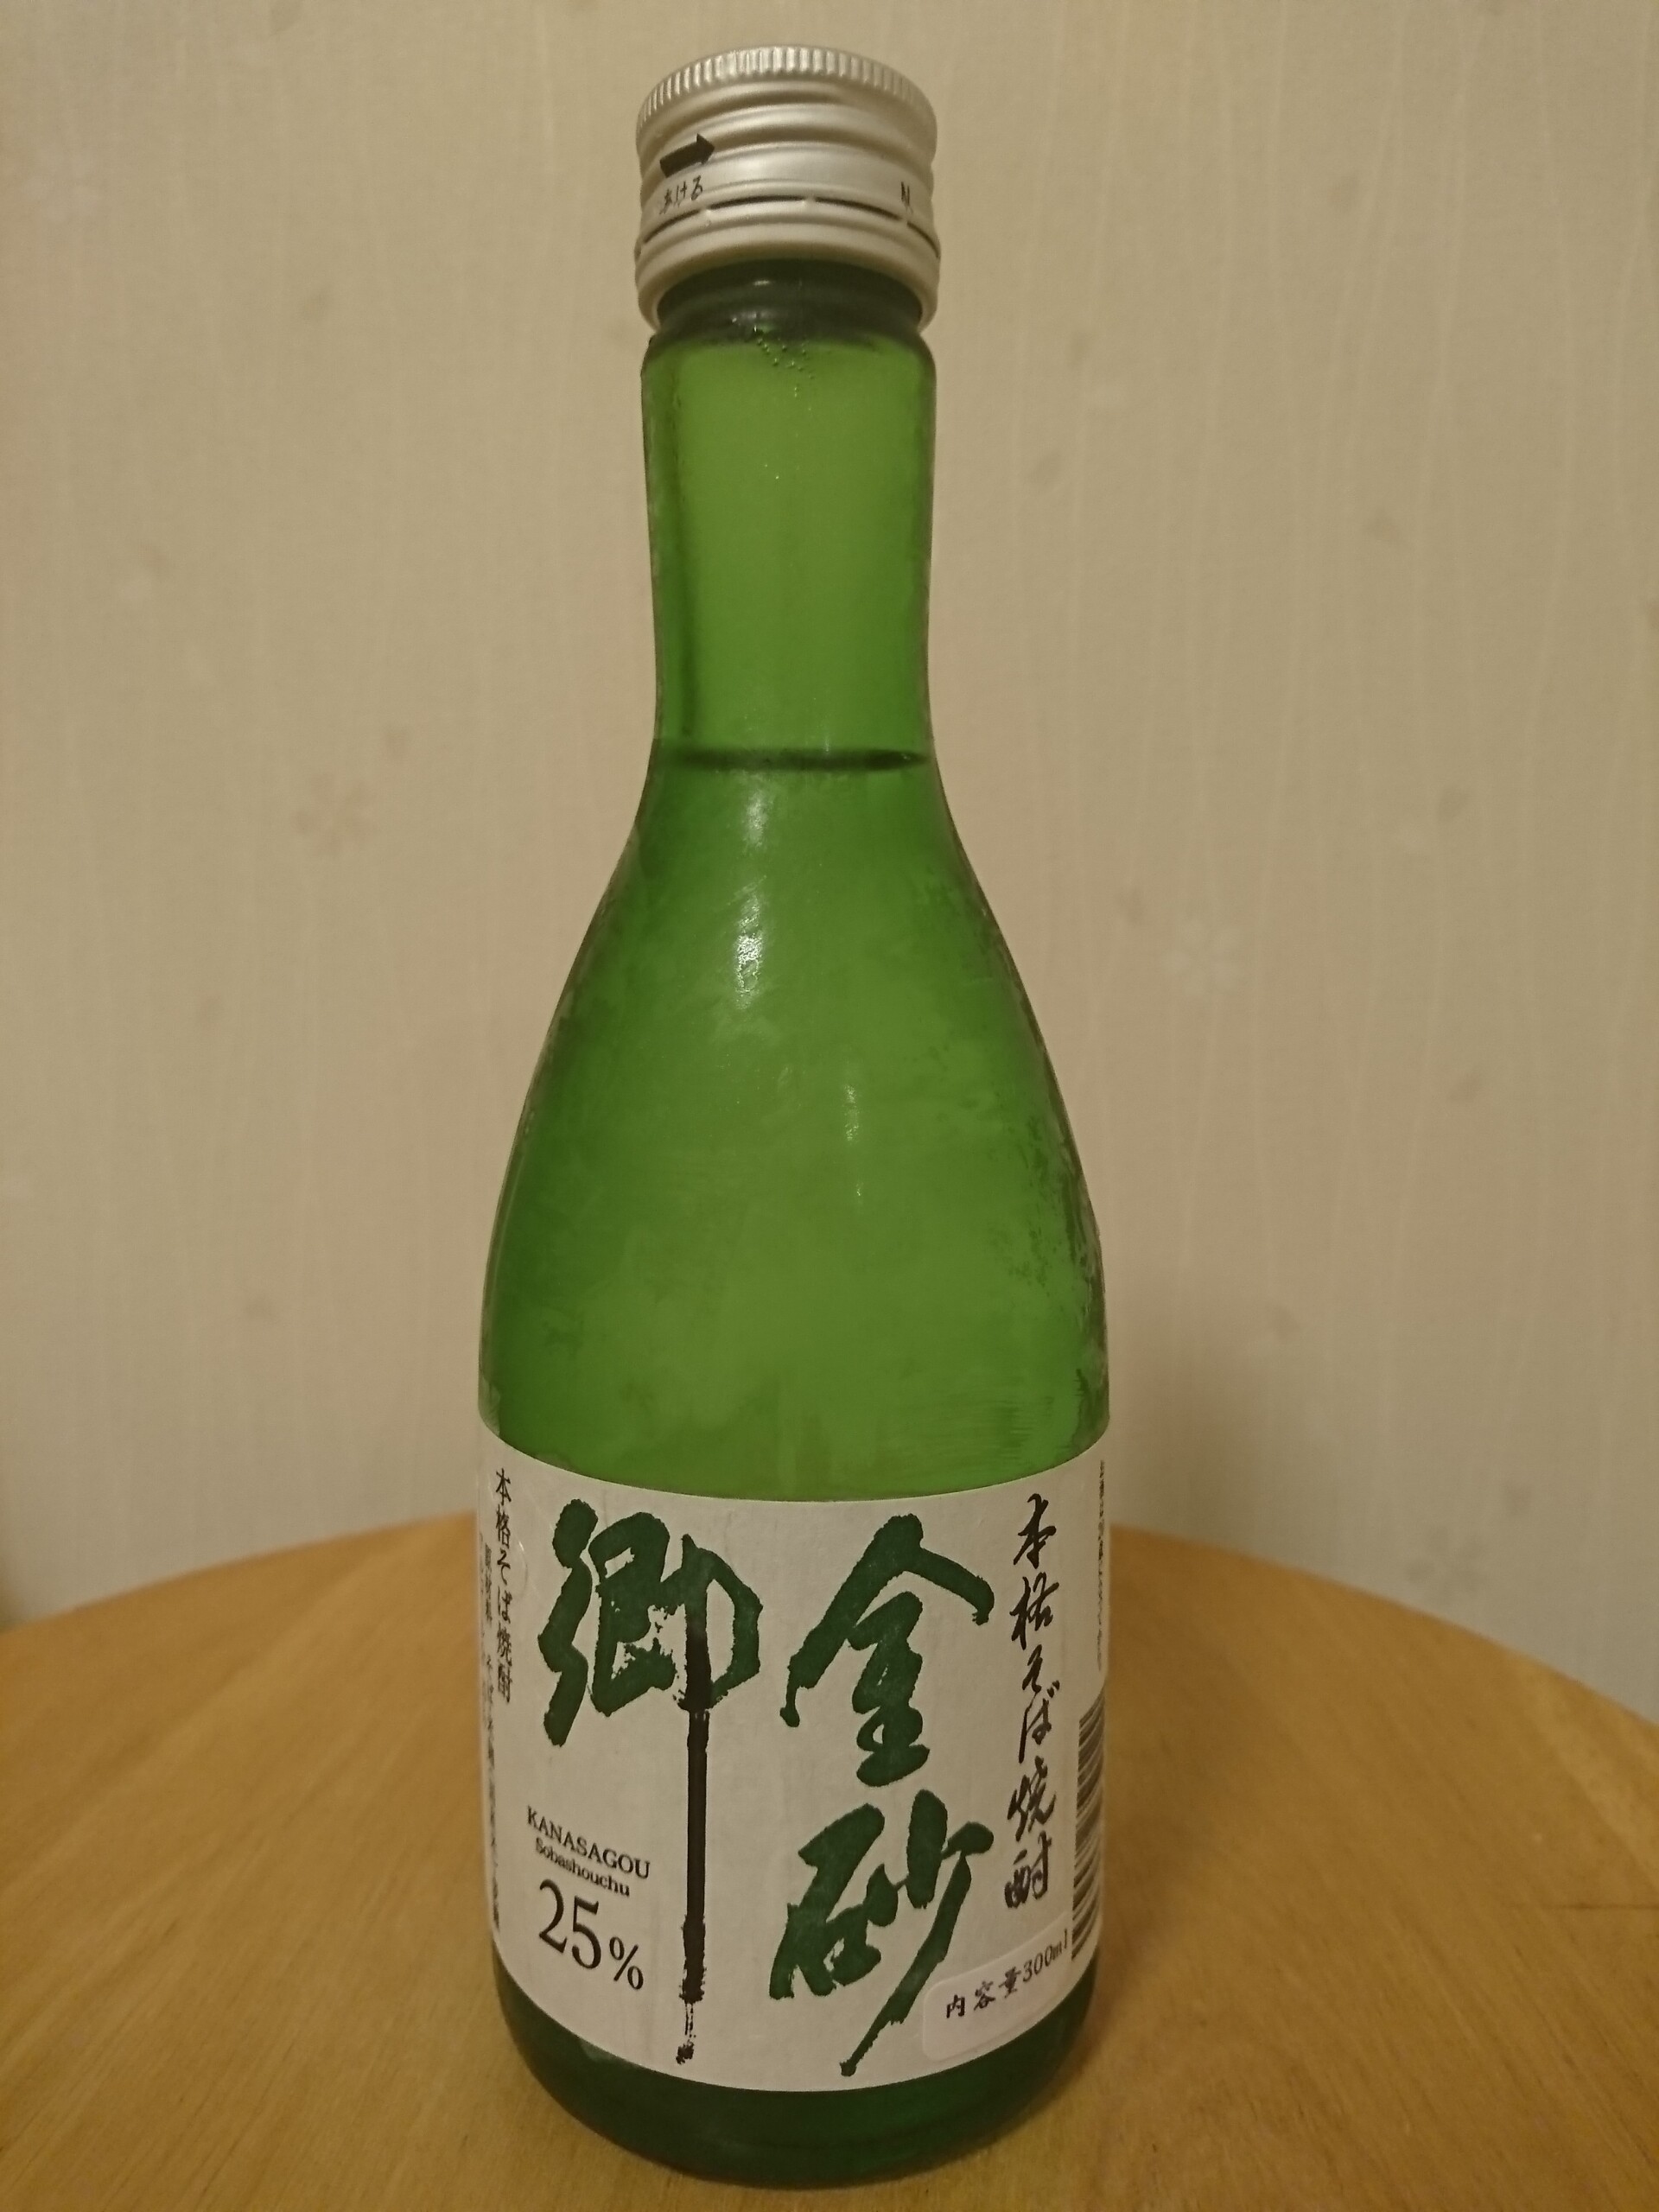 あける
本格そば焼酎
金砂
郷
KANASAGOU
Sobashouchu
25%
内容量300ml
本格そば焼酎